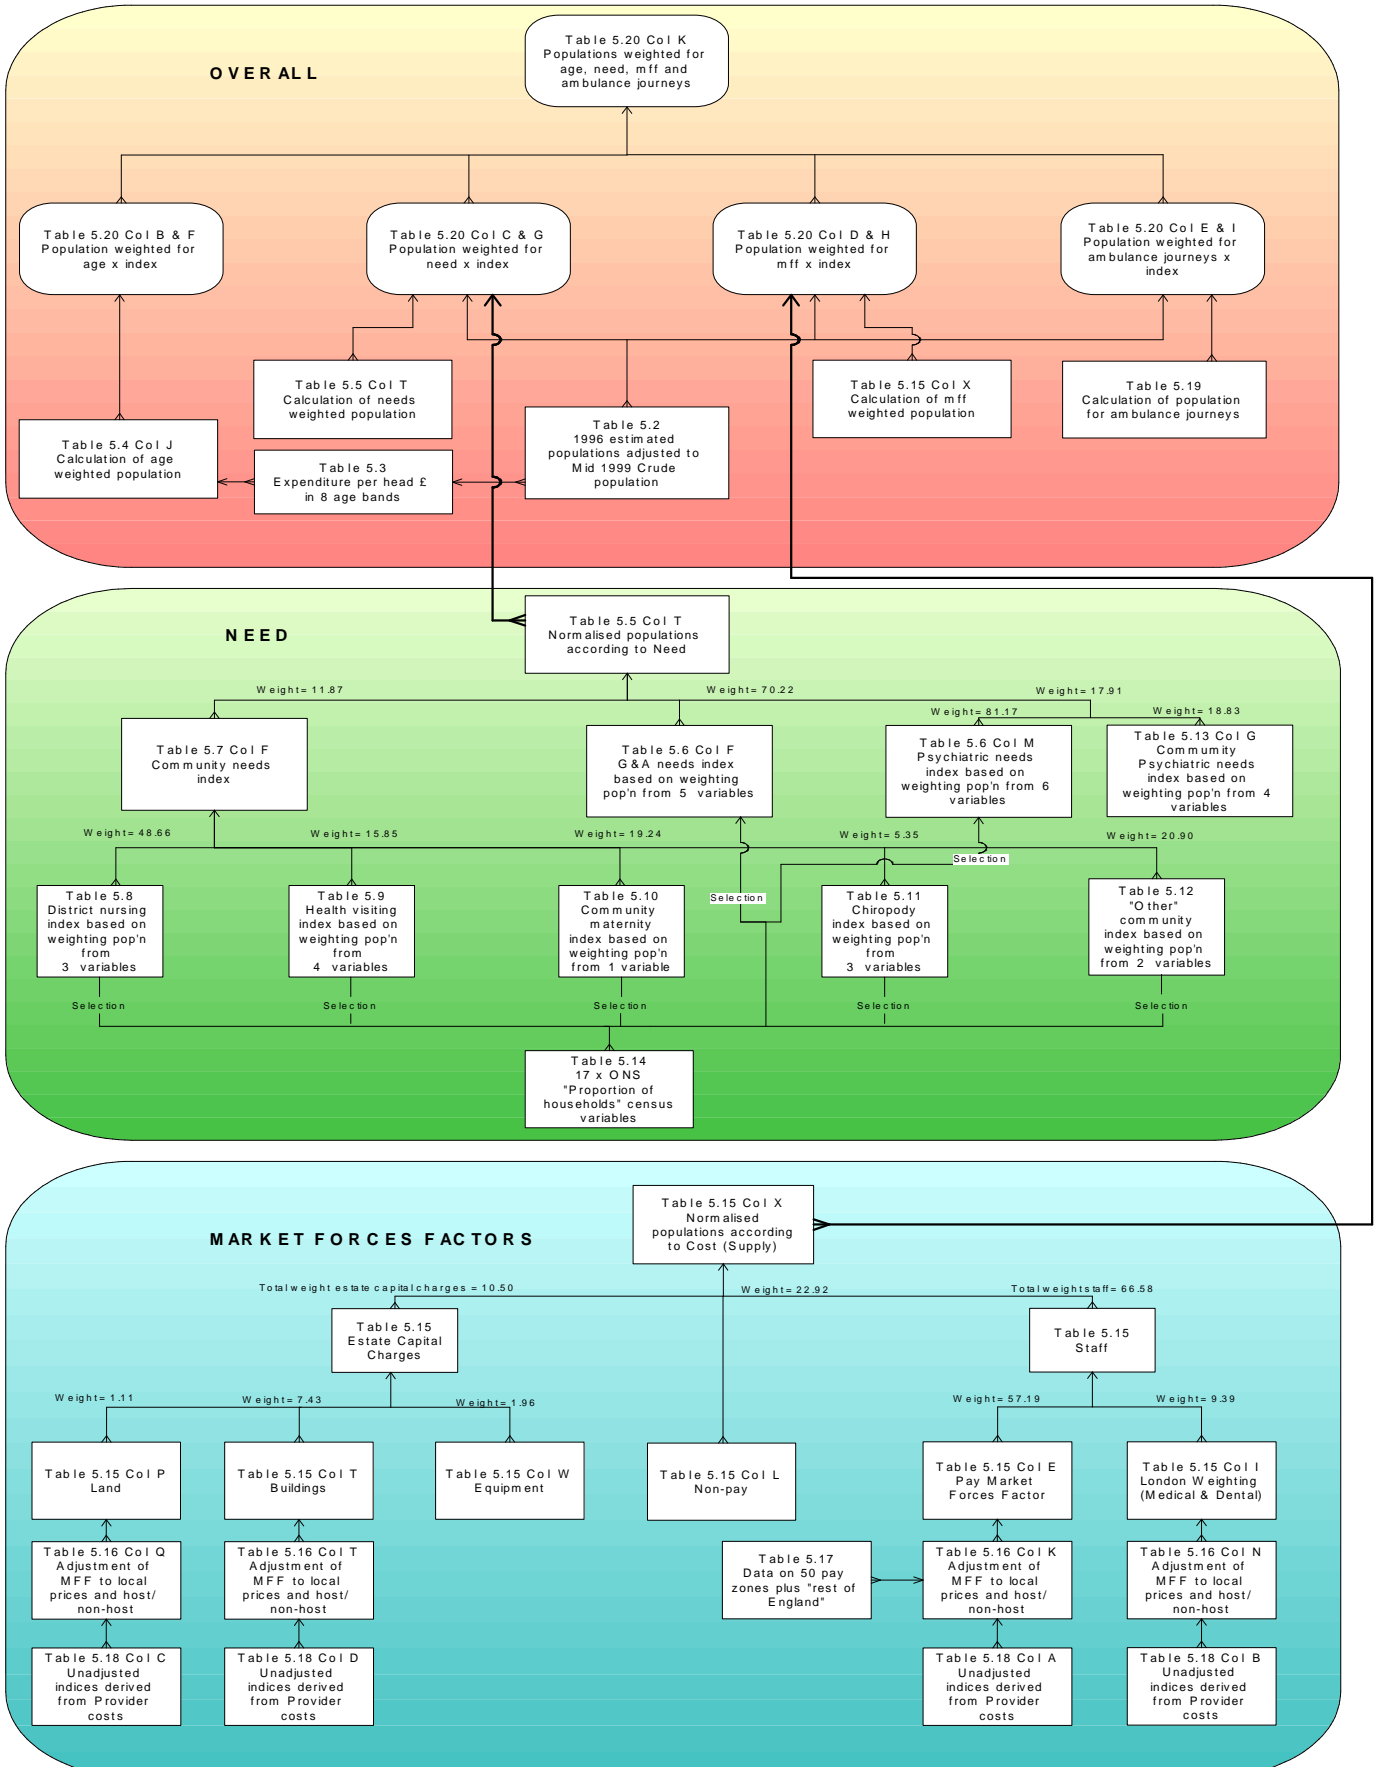 OVERALL
Table 5.20 Col K
Populations weighted for
age, need, mff and
ambulance journeys
Table 5.20 Col B & F
Population weighted for
age x index
Table 5.20 Col C & G
Population weighted for
need x index
Table 5.20 Col D & H
Population weighted for
mff x index
Table 5.20 Col E & I
Population weighted for
ambulance journeys x
index
Table 5.5 Col T
Calculation of needs
weighted population
Table 5.15 Col X
Calculation of mff
weighted population
Table 5.19
Calculation of population
for ambulance journeys
Table 5.4 Col J
Calculation of age
weighted population
Table 5.3
Expenditure per head £
in 8 age bands
Table 5.2
1996 estimated
populations adjusted to
Mid 1999 Crude
population
NEED
Table 5.5 Col T
Normalised populations
according to Need
Weight= 11.87
Weight= 70.22
Weight= 17.91
Weight= 81.17
Weight= 18.83
Table 5.7 Col F
Community needs
index
Table 5.6 Col F
G&A needs index
based on weighting
pop'n from 5 variables
Table 5.6 Col M
Psychiatric needs
index based on
weighting pop'n from 6
variables
Table 5.13 Col G
Commumity
Psychiatric needs
index based on
weighting pop'n from 4
variables
Weight= 48.66
Weight= 15.85
Weight= 19.24
Weight= 5.35
Weight= 20.90
Selection
Selection
Table 5.8
District nursing
index based on
weighting pop'n
from
3 variables
Table 5.9
Health visiting
index based on
weighting pop'n
from
4 variables
Table 5.10
Community
maternity
index based on
weighting pop'n
from 1 variable
Table 5.11
Chiropody
index based on
weighting pop'n
from
3 variables
Table 5.12
"Other"
community
index based on
weighting pop'n
from 2 variables
Selection
Selection
Selection
Selection
Selection
Table 5.14
17 x ONS
"Proportion of
households" census
variables
MARKET FORCES FACTORS
Table 5.15 Col X
Normalised
populations according
to Cost (Supply)
Total weight estate capital charges = 10.50
Weight= 22.92
Total weight staff= 66.58
Table 5.15
Estate Capital
Charges
Table 5.15
Staff
Weight= 1.11
Weight= 7.43
Weight= 1.96
Weight= 57.19
Weight= 9.39
Table 5.15 Col P
Land
Table 5.15 Col T
Buildings
Table 5.15 Col W
Equipment
Table 5.15 Col L
Non-pay
Table 5.15 Col E
Pay Market
Forces Factor
Table 5.15 Col I
London Weighting
(Medical & Dental)
Table 5.16 Col Q
Adjustment of
MFF to local
prices and host/
non-host
Table 5.16 Col T
Adjustment of
MFF to local
prices and host/
non-host
Table 5.17
Data on 50 pay
zones plus "rest of
England"
Table 5.16 Col K
Adjustment of
MFF to local
prices and host/
non-host
Table 5.16 Col N
Adjustment of
MFF to local
prices and host/
non-host
Table 5.18 Col C
Unadjusted
indices derived
from Provider
costs
Table 5.18 Col D
Unadjusted
indices derived
from Provider
costs
Table 5.18 Col A
Unadjusted
indices derived
from Provider
costs
Table 5.18 Col B
Unadjusted
indices derived
from Provider
costs